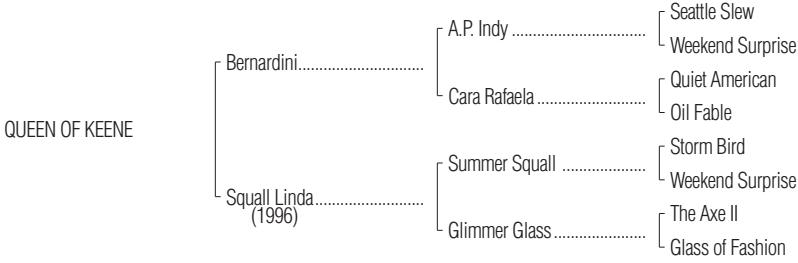 Seattle Slew
A.P. Indy ................................
Weekend Surprise
Bernardini..............................
Quiet American
Cara Rafaela ..........................
Oil Fable
QUEEN OF KEENE
Storm Bird
Summer Squall ....................
Weekend Surprise
Squall Linda..........................
(1996)
The Axe II
Glimmer Glass......................
Glass of Fashion